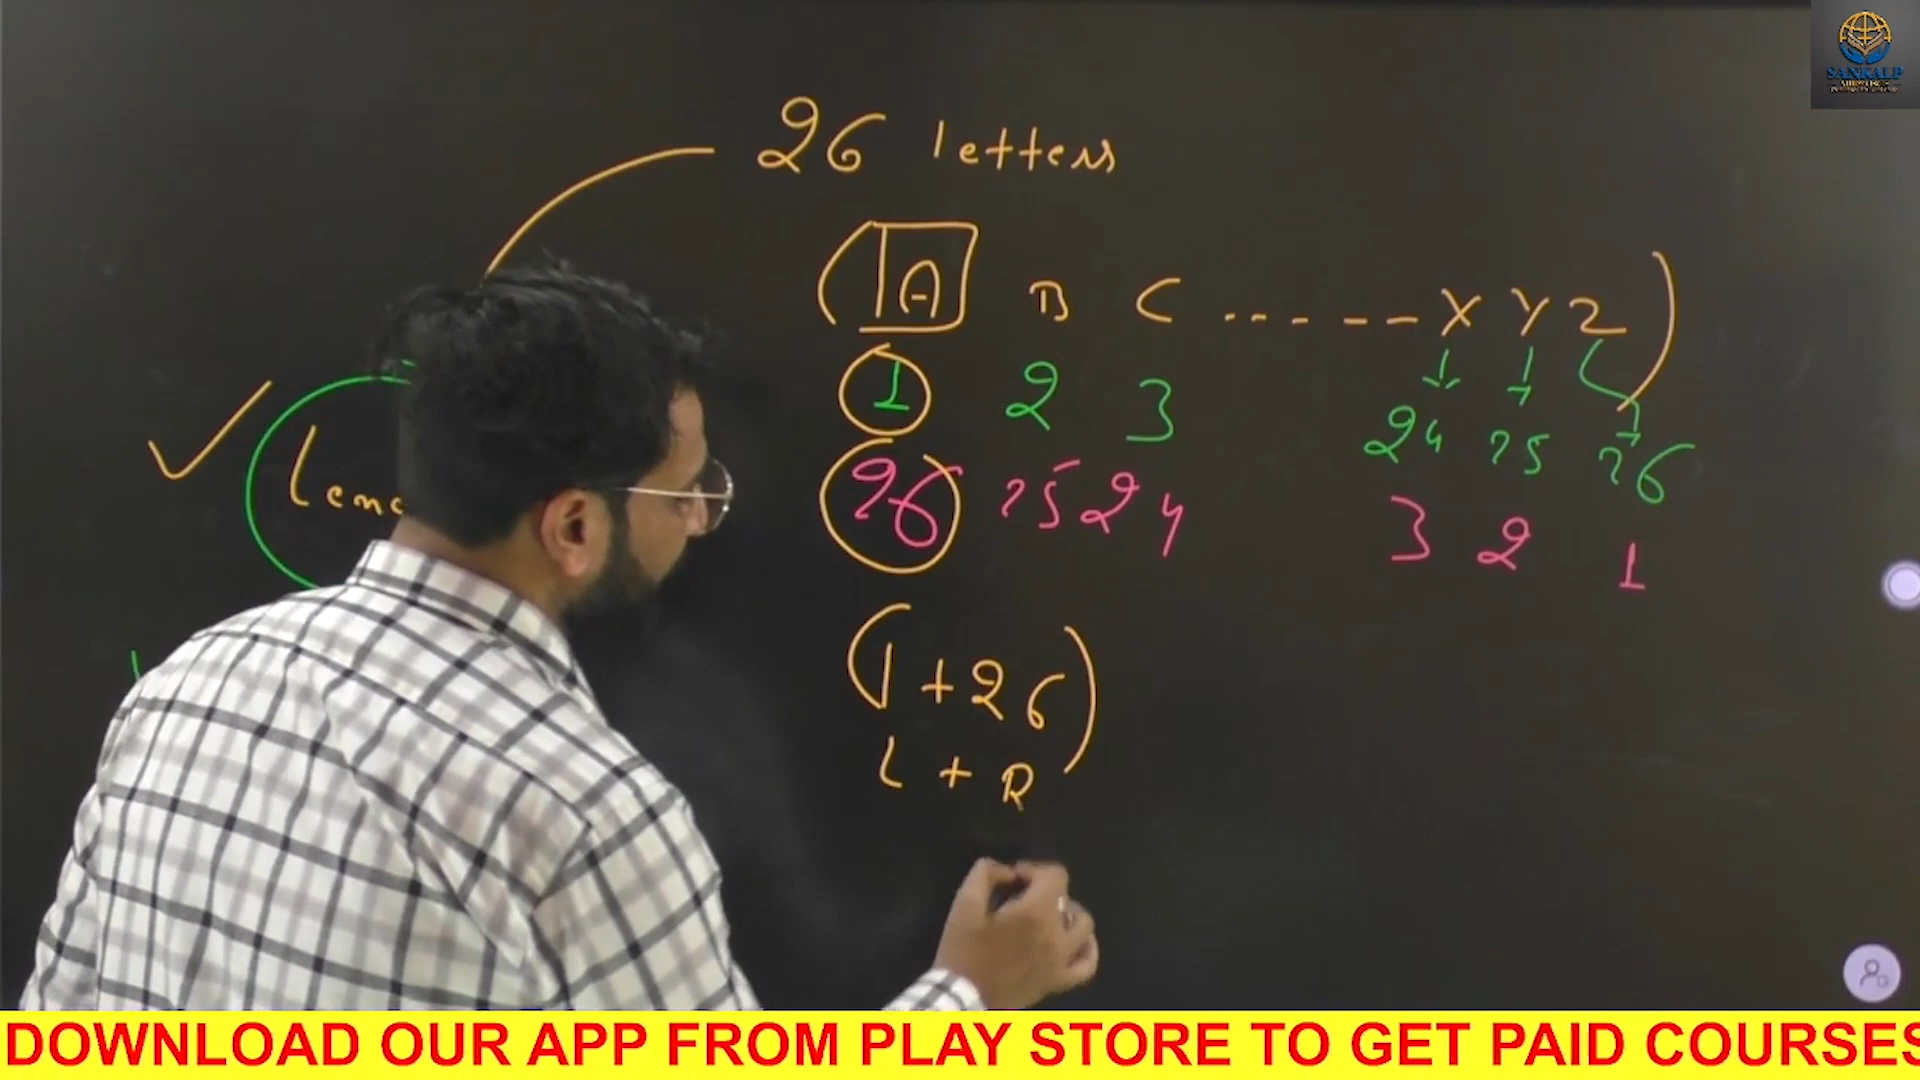 SANKALP
26 letters
(A B C ..... --- X Y Z)
1 2 3 24 25 26
26 25 24 3 2 1
(1+26)
L + R
DOWNLOAD OUR APP FROM PLAY STORE TO GET PAID COURSES